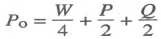 P₀ = W/4 + P/2 + Q/2